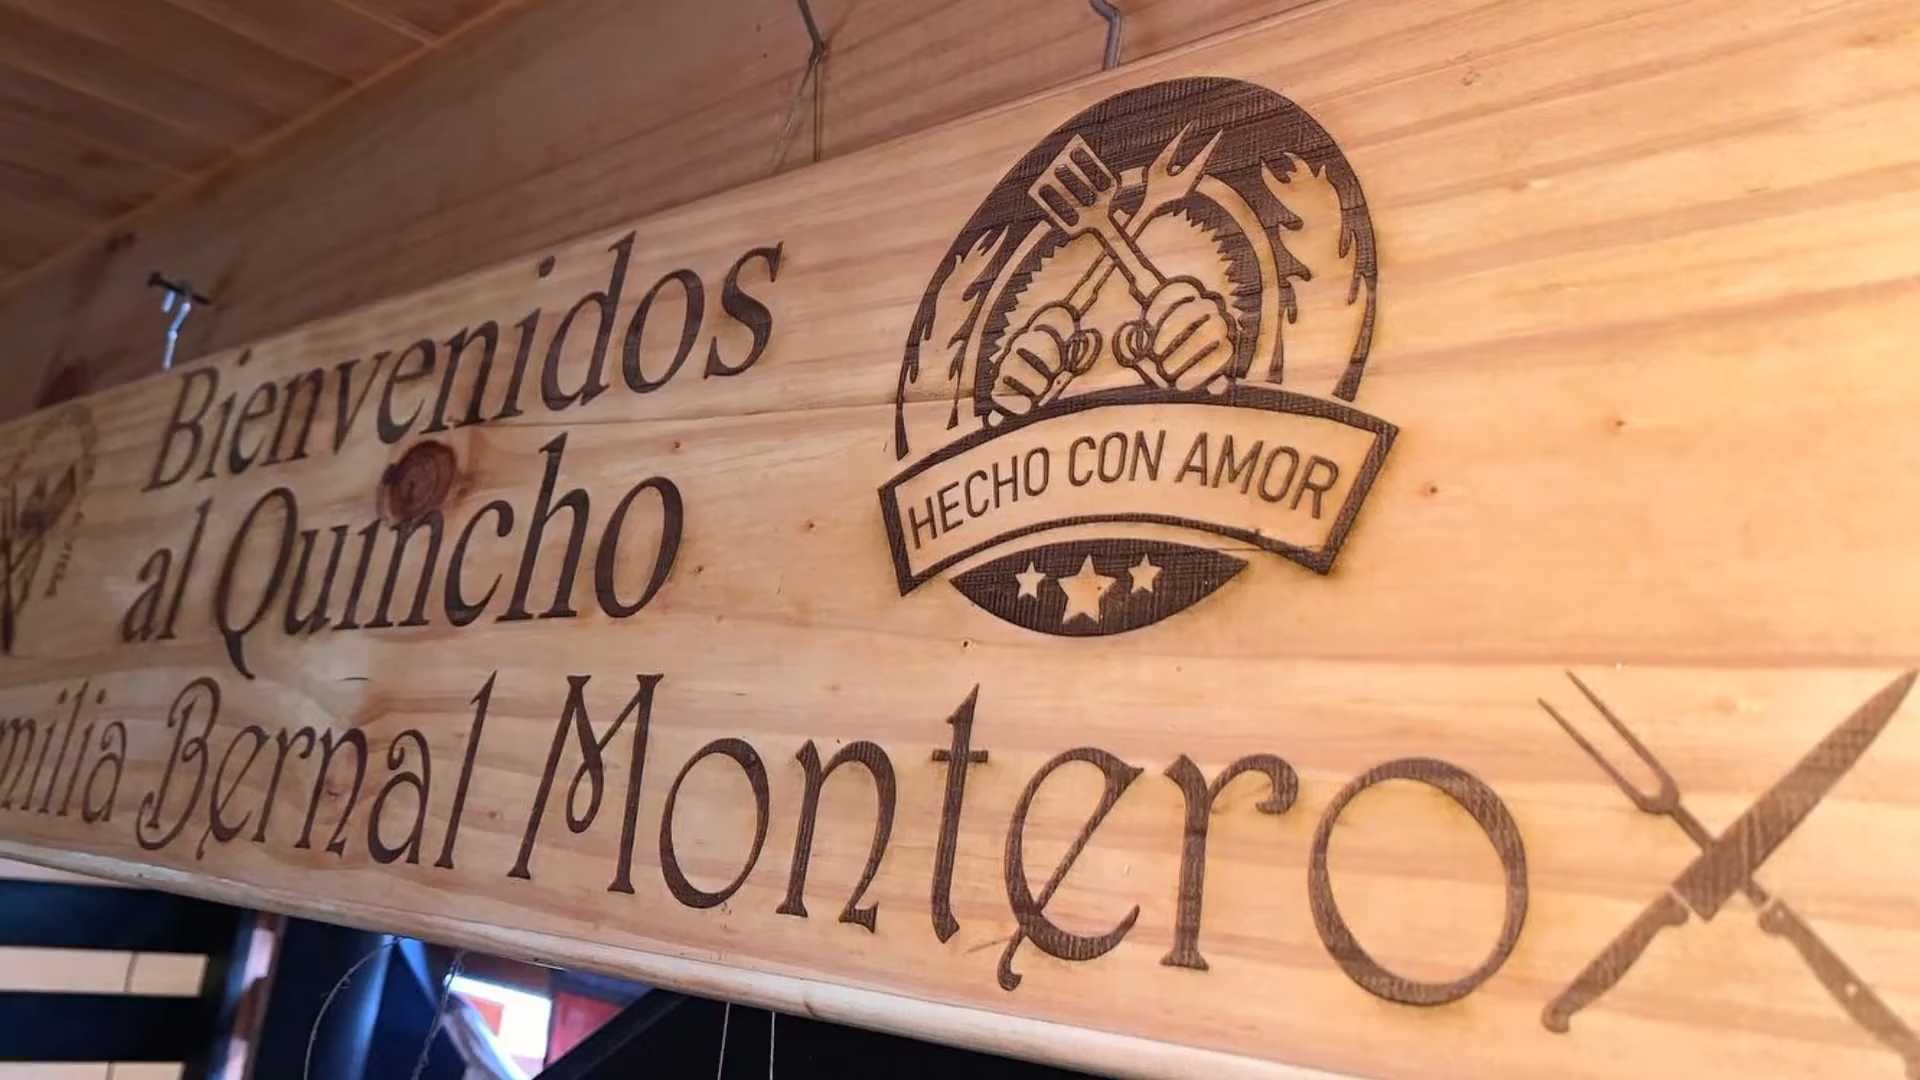 Bienvenidos
al Quincho
HECHO CON AMOR
milia Bernal Montero